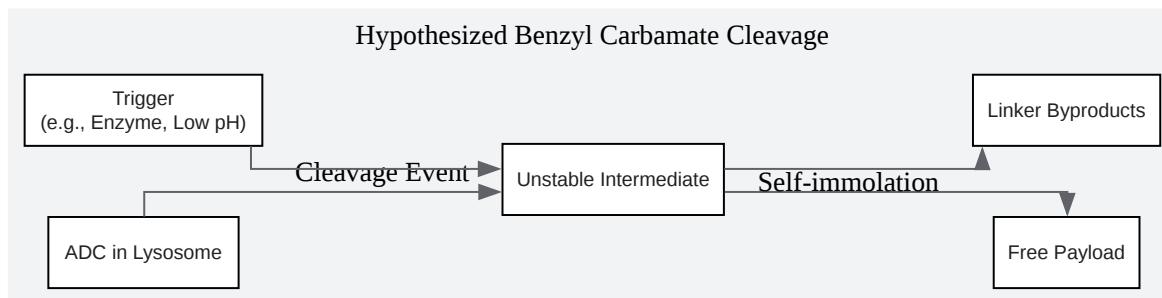 Hypothesized Benzyl Carbamate Cleavage
Trigger
(e.g., Enzyme, Low pH)
Linker Byproducts
Cleavage Event
Unstable Intermediate
Self-immolation
ADC in Lysosome
Free Payload